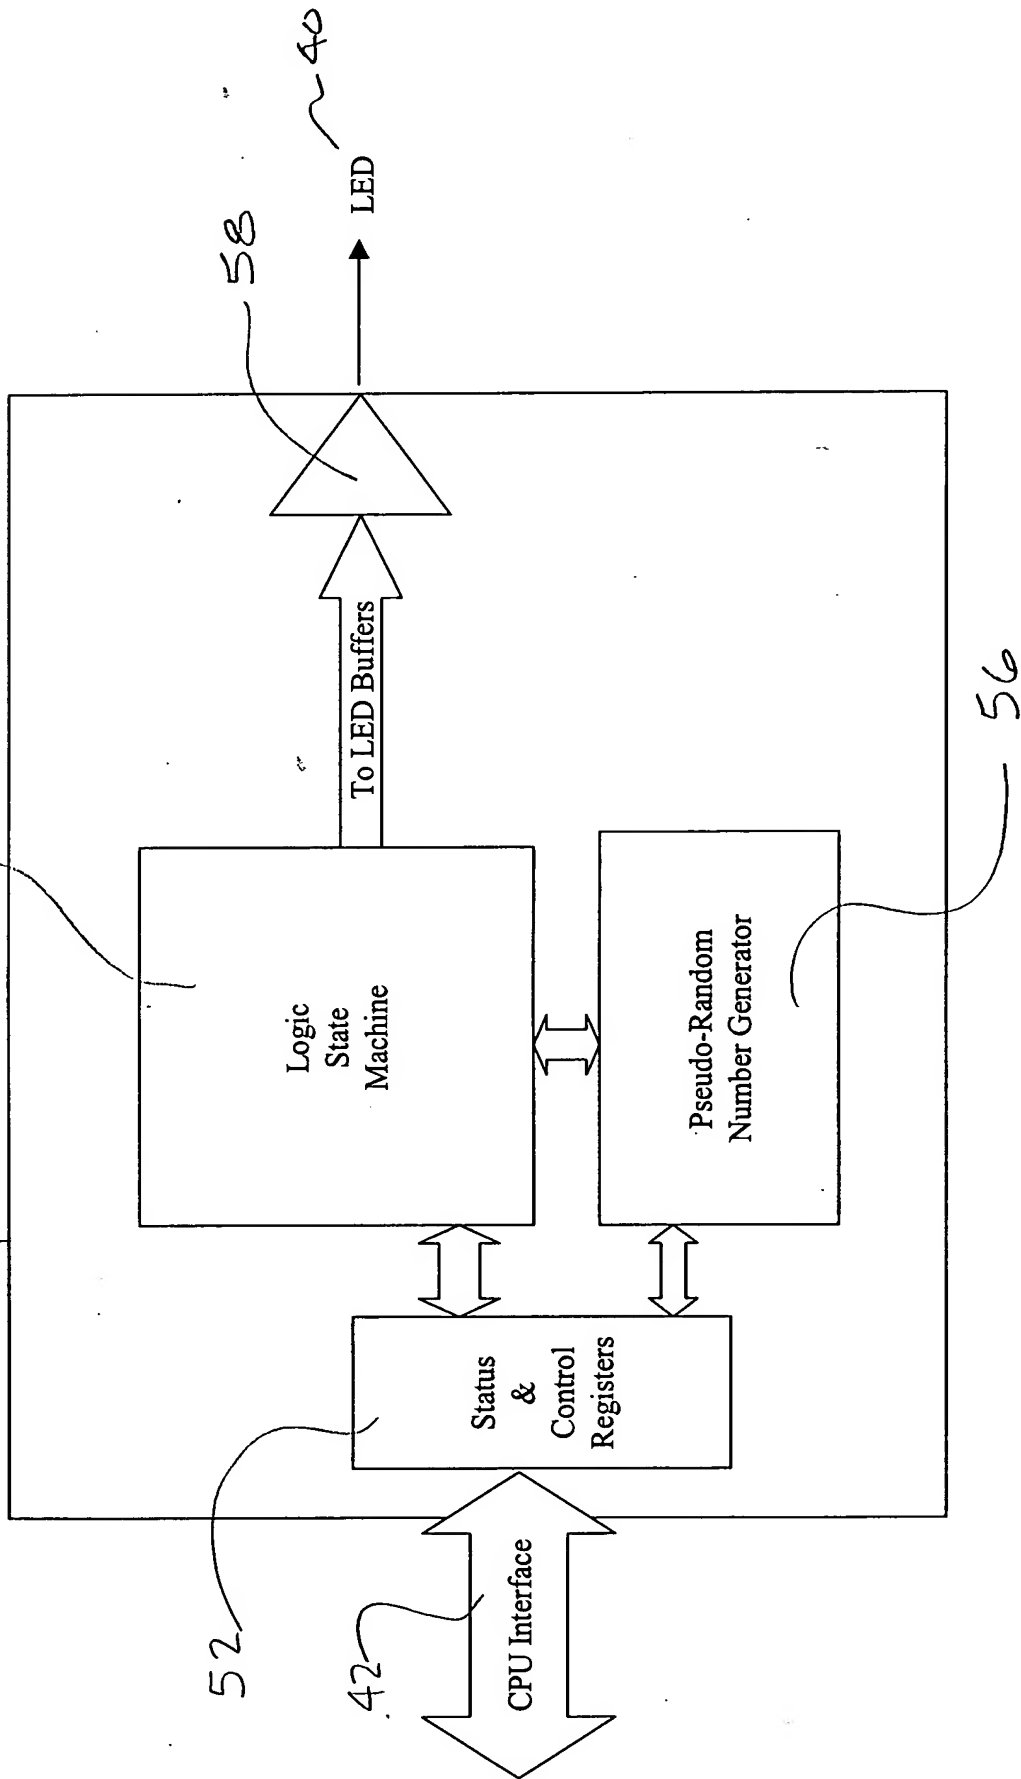 52
42
CPU Interface
Status
&
Control
Registers
Logic
State
Machine
Pseudo-Random
Number Generator
56
To LED Buffers
58
LED
40